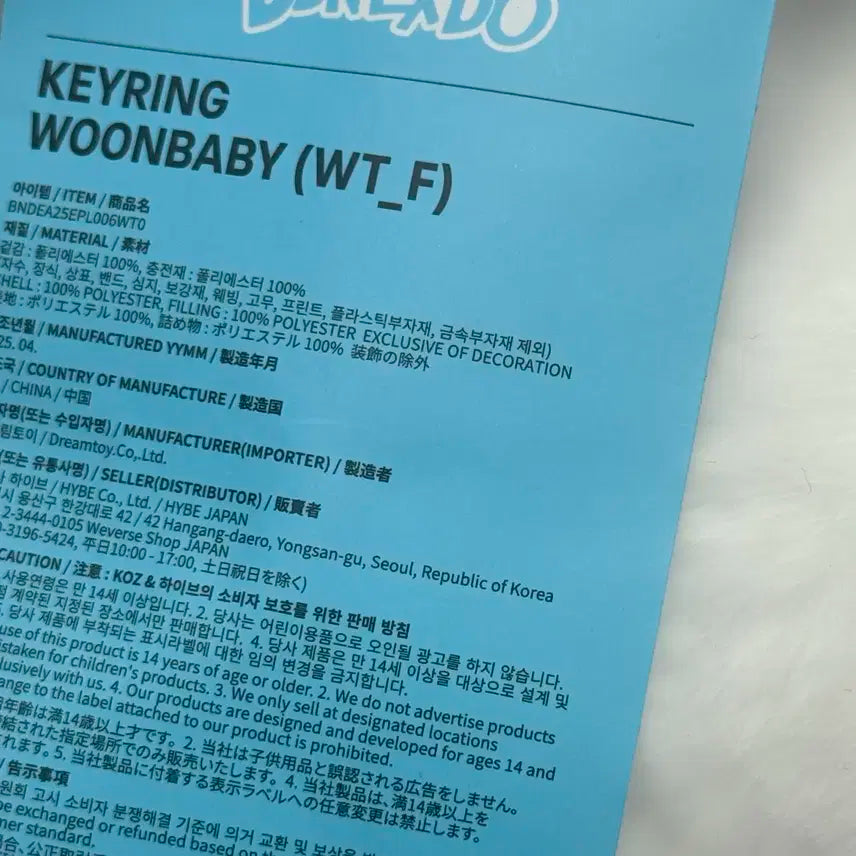 KEYRING
WOONBABY (WT_F)
아이템 / ITEM / 商品名
BNDEA25EPL006WT0
재질 / MATERIAL / 素材
겉감 : 폴리에스터 100%, 충전재 : 폴리에스터 100%
자수, 장식, 상표, 밴드, 심지, 보강재, 웨빙, 고무, 프린트, 플라스틱부자재, 금속부자재 제외)
HELL : 100% POLYESTER, FILLING : 100% POLYESTER EXCLUSIVE OF DECORATION
地 : ポリエステル 100%, 詰め物 : ポリエステル 100% 装飾の除外
조년월 / MANUFACTURED YYMM / 製造年月
25. 04.
국 / COUNTRY OF MANUFACTURE / 製造国
/ CHINA / 中国
자명(또는 수입자명) / MANUFACTURER(IMPORTER) / 製造者
림토이 / Dreamtoy.Co,.Ltd.
(또는 유통사명) / SELLER(DISTRIBUTOR) / 販賣者
하이브 / HYBE Co., Ltd. / HYBE JAPAN
시 용산구 한강대로 42 / 42 Hangang-daero, Yongsan-gu, Seoul, Republic of Korea
2-3444-0105 Weverse Shop JAPAN
-3196-5424, 平日10:00 - 17:00, 土日祝日を除く)
CAUTION / 注意 : KOZ & 하이브의 소비자 보호를 위한 판매 방침
사용연령은 만 14세 이상입니다. 2. 당사는 어린이용품으로 오인될 광고를 하지 않습니다.
계약된 지정된 장소에서만 판매합니다. 4. 당사 제품은 만 14세 이상을 대상으로 설계 및
5. 당사 제품에 부착되는 표시라벨에 대한 임의 변경을 금지합니다.
use of this product is 14 years of age or older. 2. We do not advertise products
staken for children's products. 3. We only sell at designated locations
lusively with us. 4. Our products are designed and developed for ages 14 and
ange to the label attached to our product is prohibited.
年齢は満14歳以上才です。 2. 当社は子供用品と誤認される広告をしません。
結された指定場所でのみ販売いたします。 4. 当社製品は、満14歳以上を
れます。 5. 当社製品に付着する表示ラベルへの任意変更は禁止します。
/ 告示事項
원회 고시 소비자 분쟁해결 기준에 의거 교환 및 보상을
be exchanged or refunded based on
mer standard.